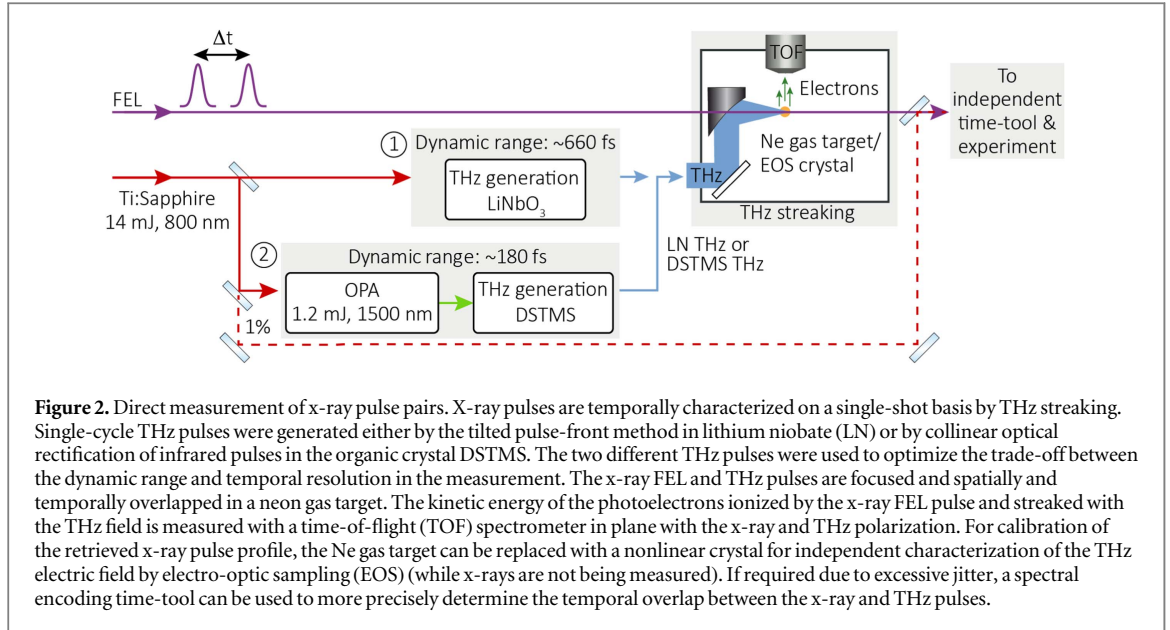 Δt
FEL
TOF
Electrons
Ne gas target/
EOS crystal
THz
THz streaking
To
independent
time-tool &
experiment
① Dynamic range: ~660 fs
THz generation
LiNbO₃
Ti:Sapphire
14 mJ, 800 nm
② Dynamic range: ~180 fs
OPA
1.2 mJ, 1500 nm
THz generation
DSTMS
LN THz or
DSTMS THz
1%
Figure 2. Direct measurement of x-ray pulse pairs. X-ray pulses are temporally characterized on a single-shot basis by THz streaking.
Single-cycle THz pulses were generated either by the tilted pulse-front method in lithium niobate (LN) or by collinear optical
rectification of infrared pulses in the organic crystal DSTMS. The two different THz pulses were used to optimize the trade-off between
the dynamic range and temporal resolution in the measurement. The x-ray FEL and THz pulses are focused and spatially and
temporally overlapped in a neon gas target. The kinetic energy of the photoelectrons ionized by the x-ray FEL pulse and streaked with
the THz field is measured with a time-of-flight (TOF) spectrometer in plane with the x-ray and THz polarization. For calibration of
the retrieved x-ray pulse profile, the Ne gas target can be replaced with a nonlinear crystal for independent characterization of the THz
electric field by electro-optic sampling (EOS) (while x-rays are not being measured). If required due to excessive jitter, a spectral
encoding time-tool can be used to more precisely determine the temporal overlap between the x-ray and THz pulses.